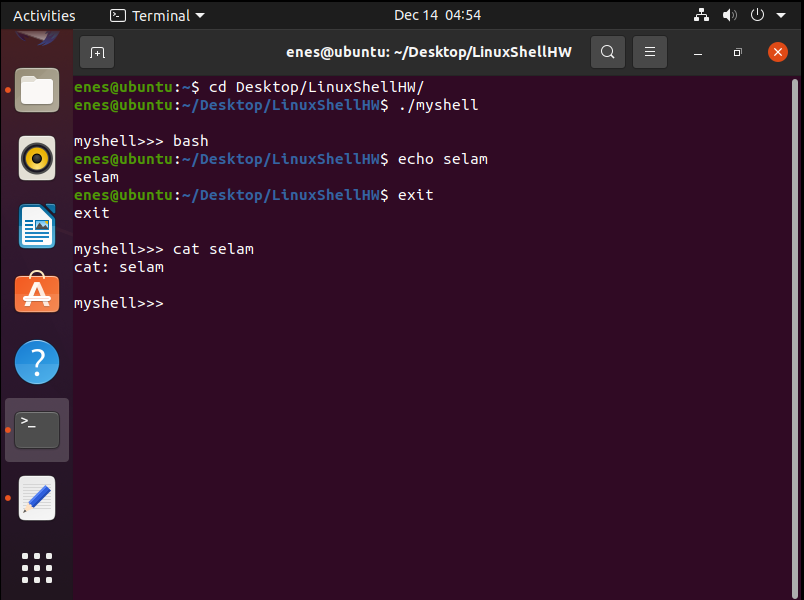 Activities Terminal Dec 14 04:54
enes@ubuntu: ~/Desktop/LinuxShellHW
enes@ubuntu:~$ cd Desktop/LinuxShellHW/
enes@ubuntu:~/Desktop/LinuxShellHW$ ./myshell
myshell>>> bash
enes@ubuntu:~/Desktop/LinuxShellHW$ echo selam
selam
enes@ubuntu:~/Desktop/LinuxShellHW$ exit
exit
myshell>>> cat selam
cat: selam
myshell>>>